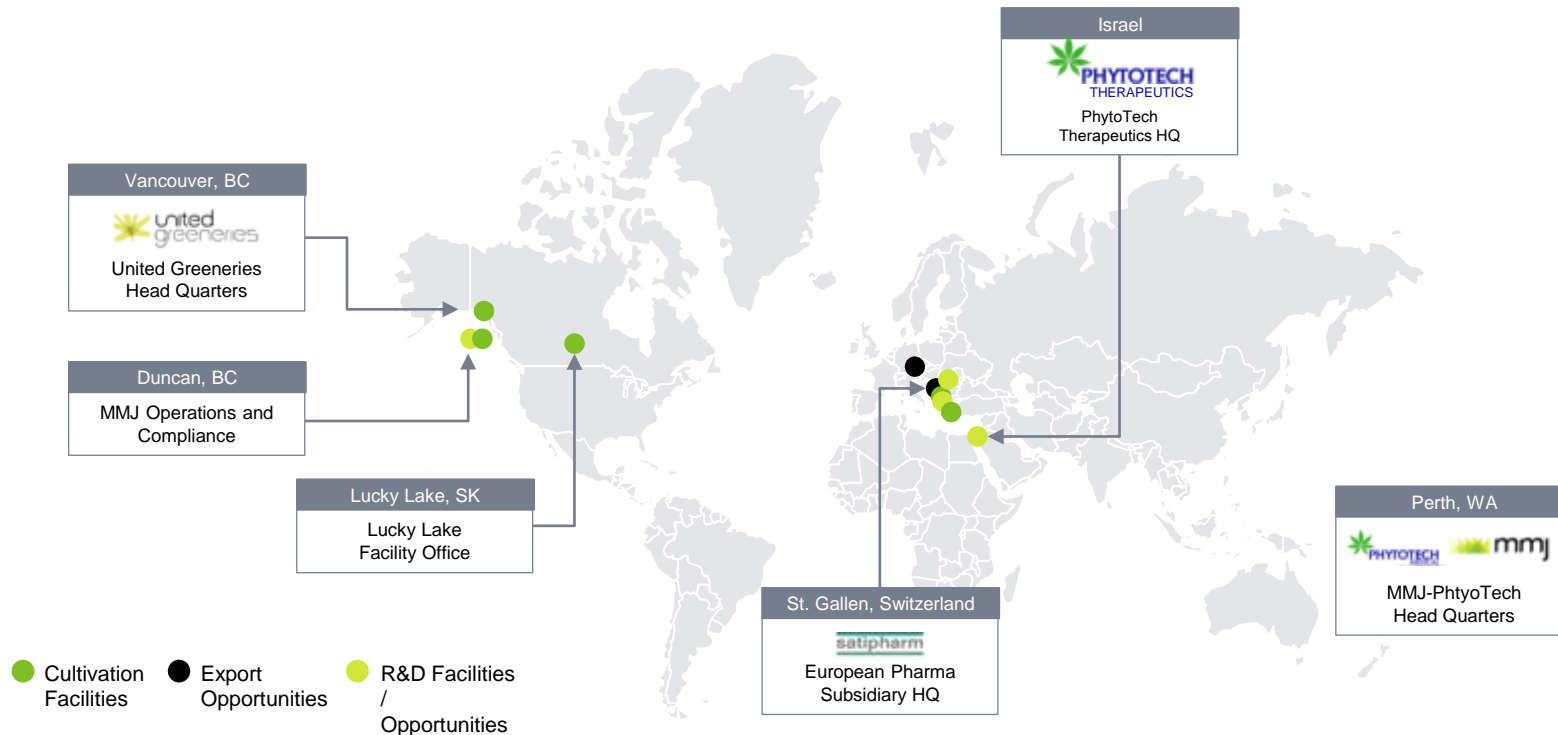 Israel
PHYTOTECH
THERAPEUTICS
PhytoTech
Therapeutics HQ
Vancouver, BC
united
greeneries
United Greeneries
Head Quarters
Duncan, BC
MMJ Operations and
Compliance
Lucky Lake, SK
Lucky Lake
Facility Office
St. Gallen, Switzerland
satipharm
European Pharma
Subsidiary HQ
Perth, WA
PHYTOTECH
mmj
MMJ-PhtyoTech
Head Quarters
Cultivation
Facilities
Export
Opportunities
R&D Facilities
/
Opportunities